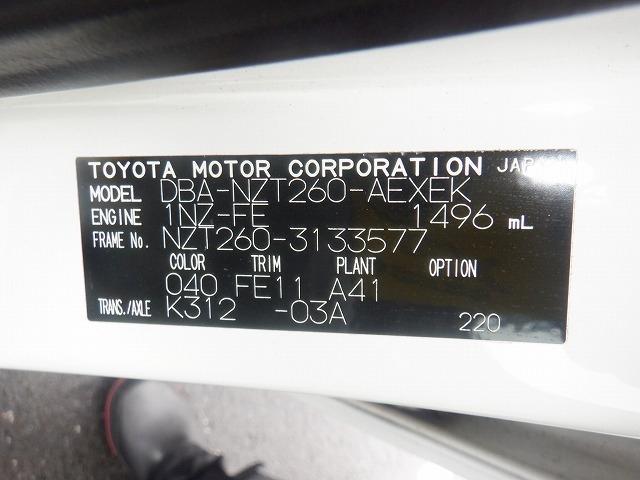 TOYOTA MOTOR CORPORATION JAPAN
MODEL DBA-NZT260-AEXEK
ENGINE 1NZ-FE 1496 mL
FRAME No. NZT260-3133577
COLOR TRIM PLANT OPTION
040 FE11 A41
TRANS./AXLE K312 -03A
220